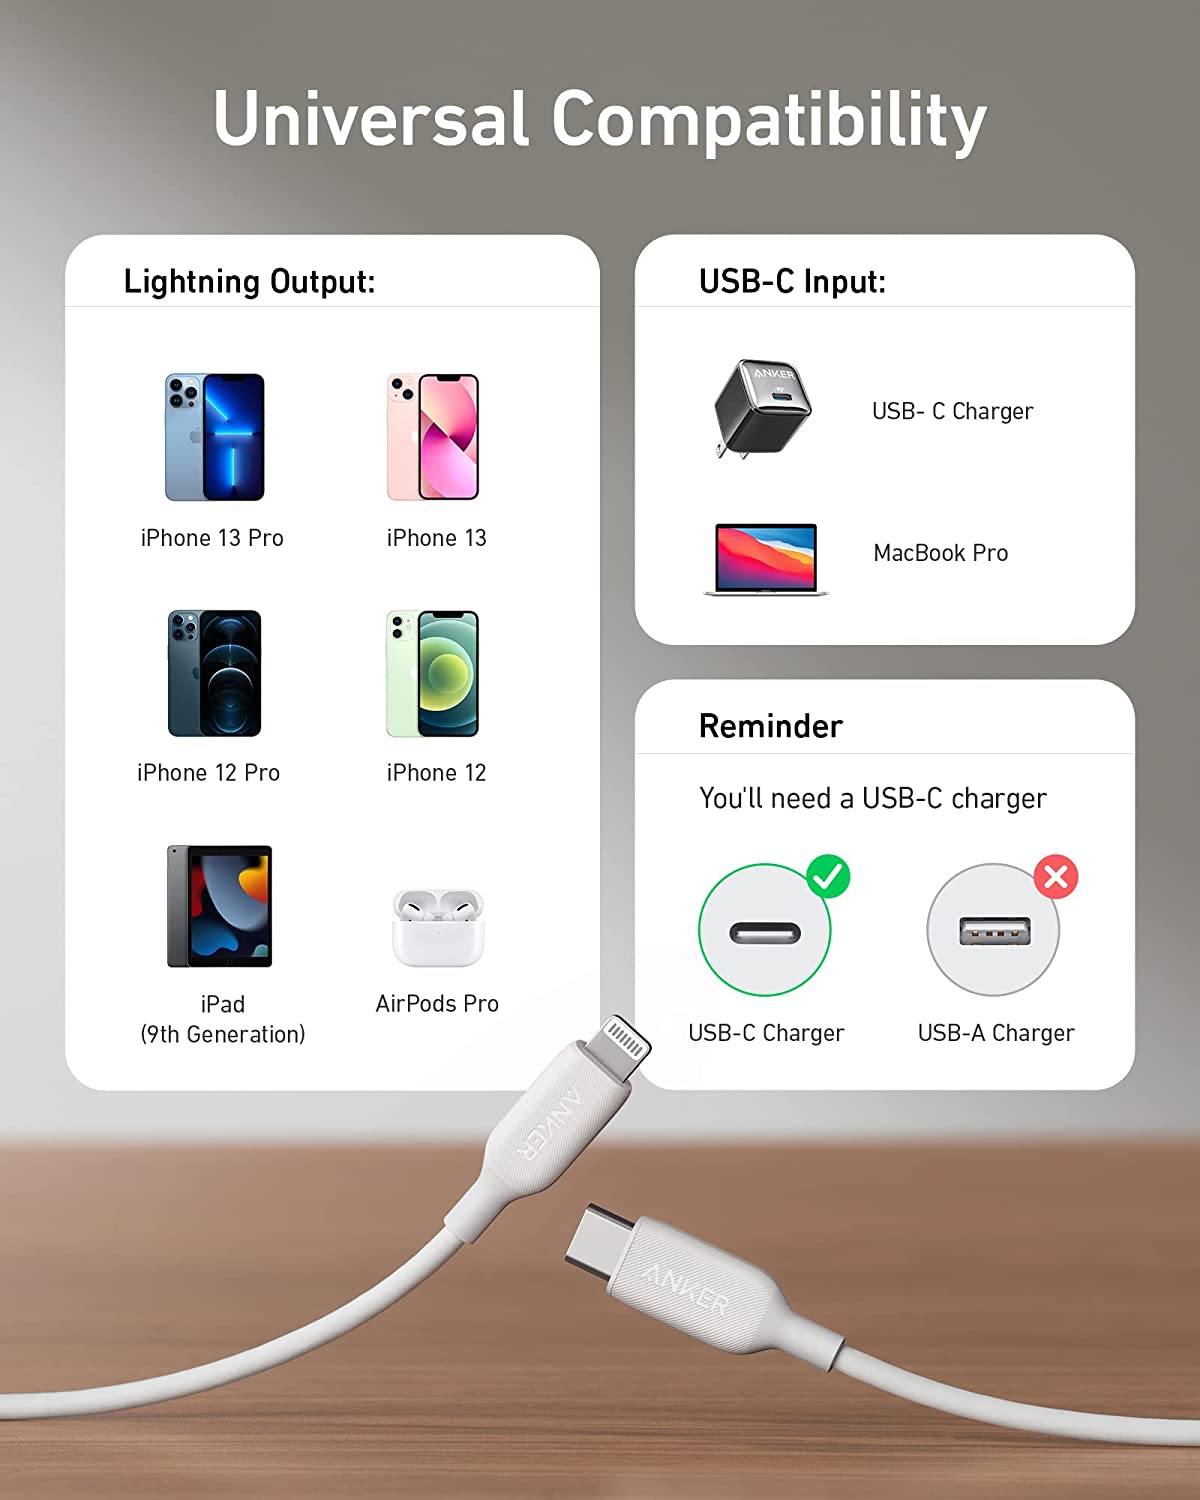 Universal Compatibility
Lightning Output:
iPhone 13 Pro
iPhone 13
iPhone 12 Pro
iPhone 12
iPad
(9th Generation)
AirPods Pro
USB-C Input:
ANKER
USB- C Charger
MacBook Pro
Reminder
You'll need a USB-C charger
USB-C Charger
USB-A Charger
ANKER
ANKER